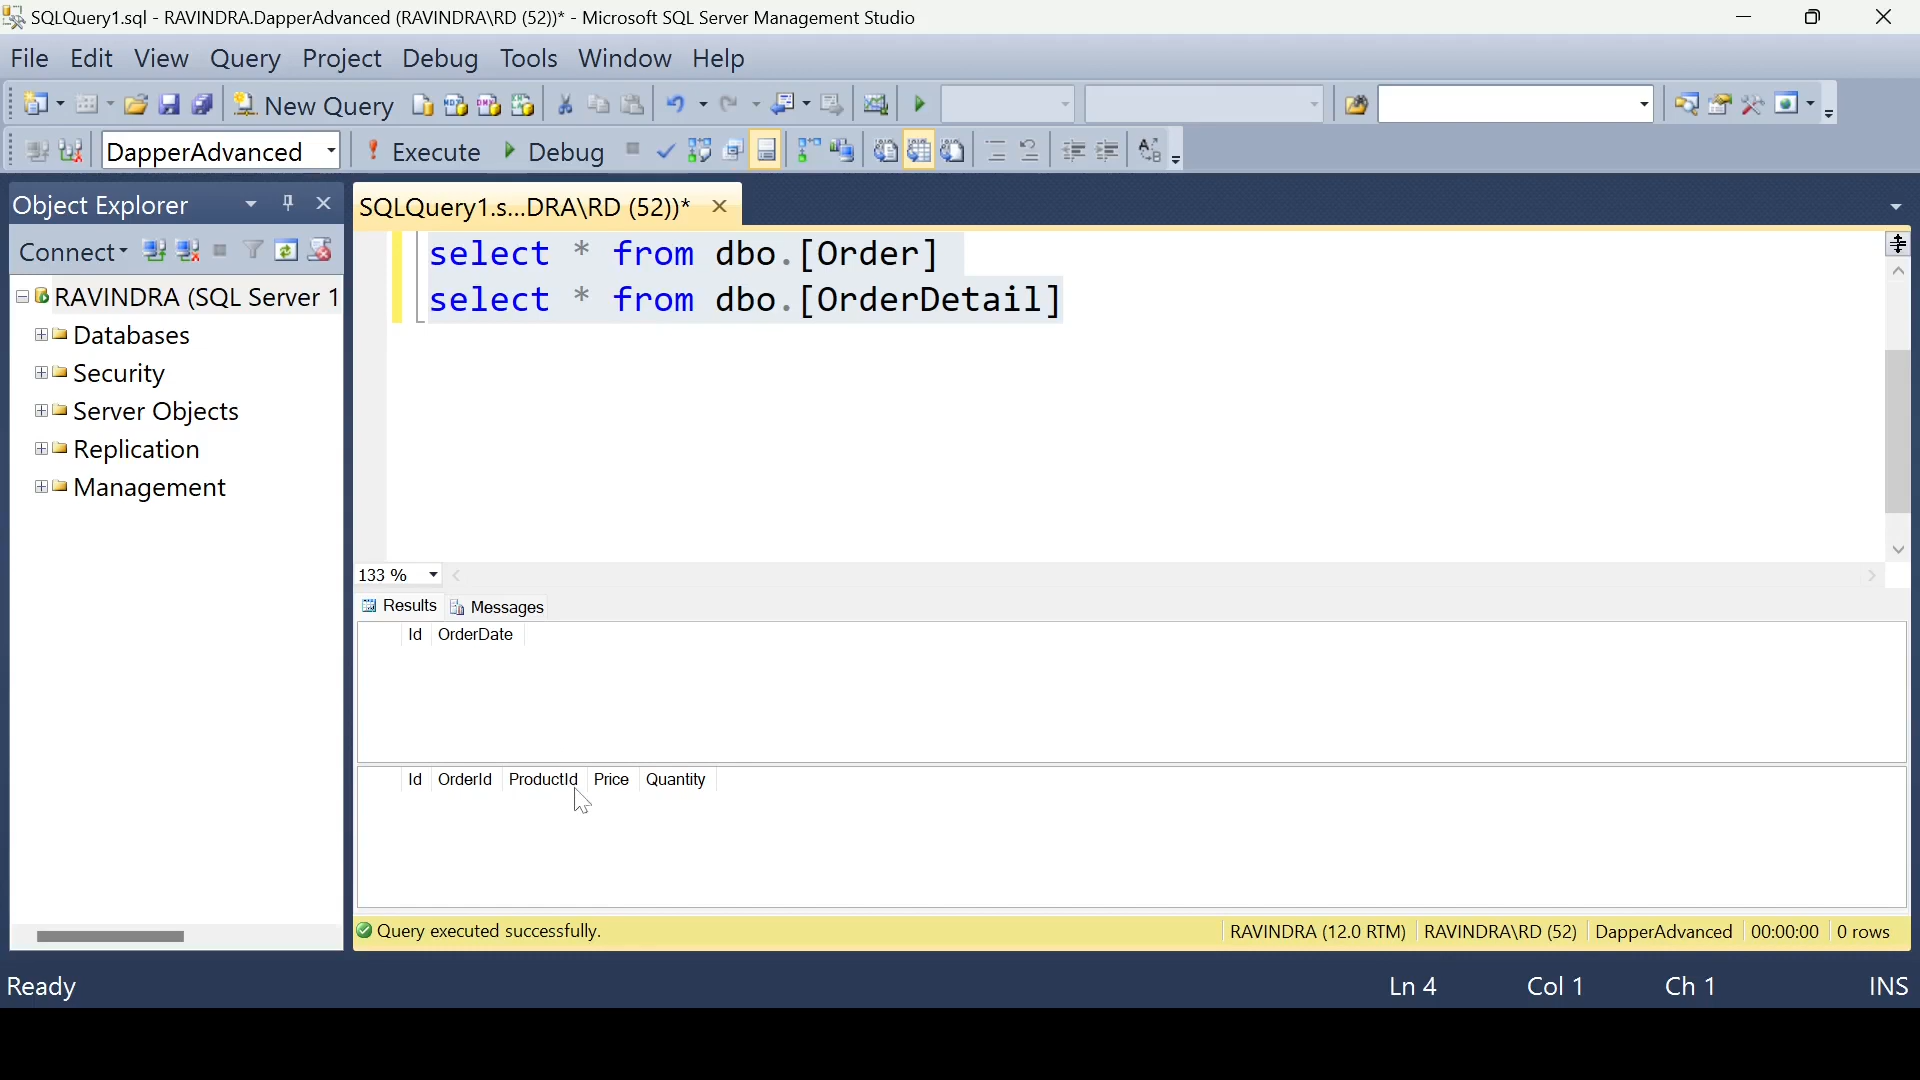 SQLQuery1.sql - RAVINDRA.DapperAdvanced (RAVINDRA\RD (52))* - Microsoft SQL Server Management Studio
File Edit View Query Project Debug Tools Window Help
New Query
DapperAdvanced Execute Debug
Object Explorer
Connect
RAVINDRA (SQL Server 1
Databases
Security
Server Objects
Replication
Management
SQLQuery1.s...DRA\RD (52))*
select * from dbo.[Order]
select * from dbo.[OrderDetail]
133 %
Results Messages
Id OrderDate
Id OrderId ProductId Price Quantity
Query executed successfully. RAVINDRA (12.0 RTM) RAVINDRA\RD (52) DapperAdvanced 00:00:00 0 rows
Ready Ln 4 Col 1 Ch 1 INS